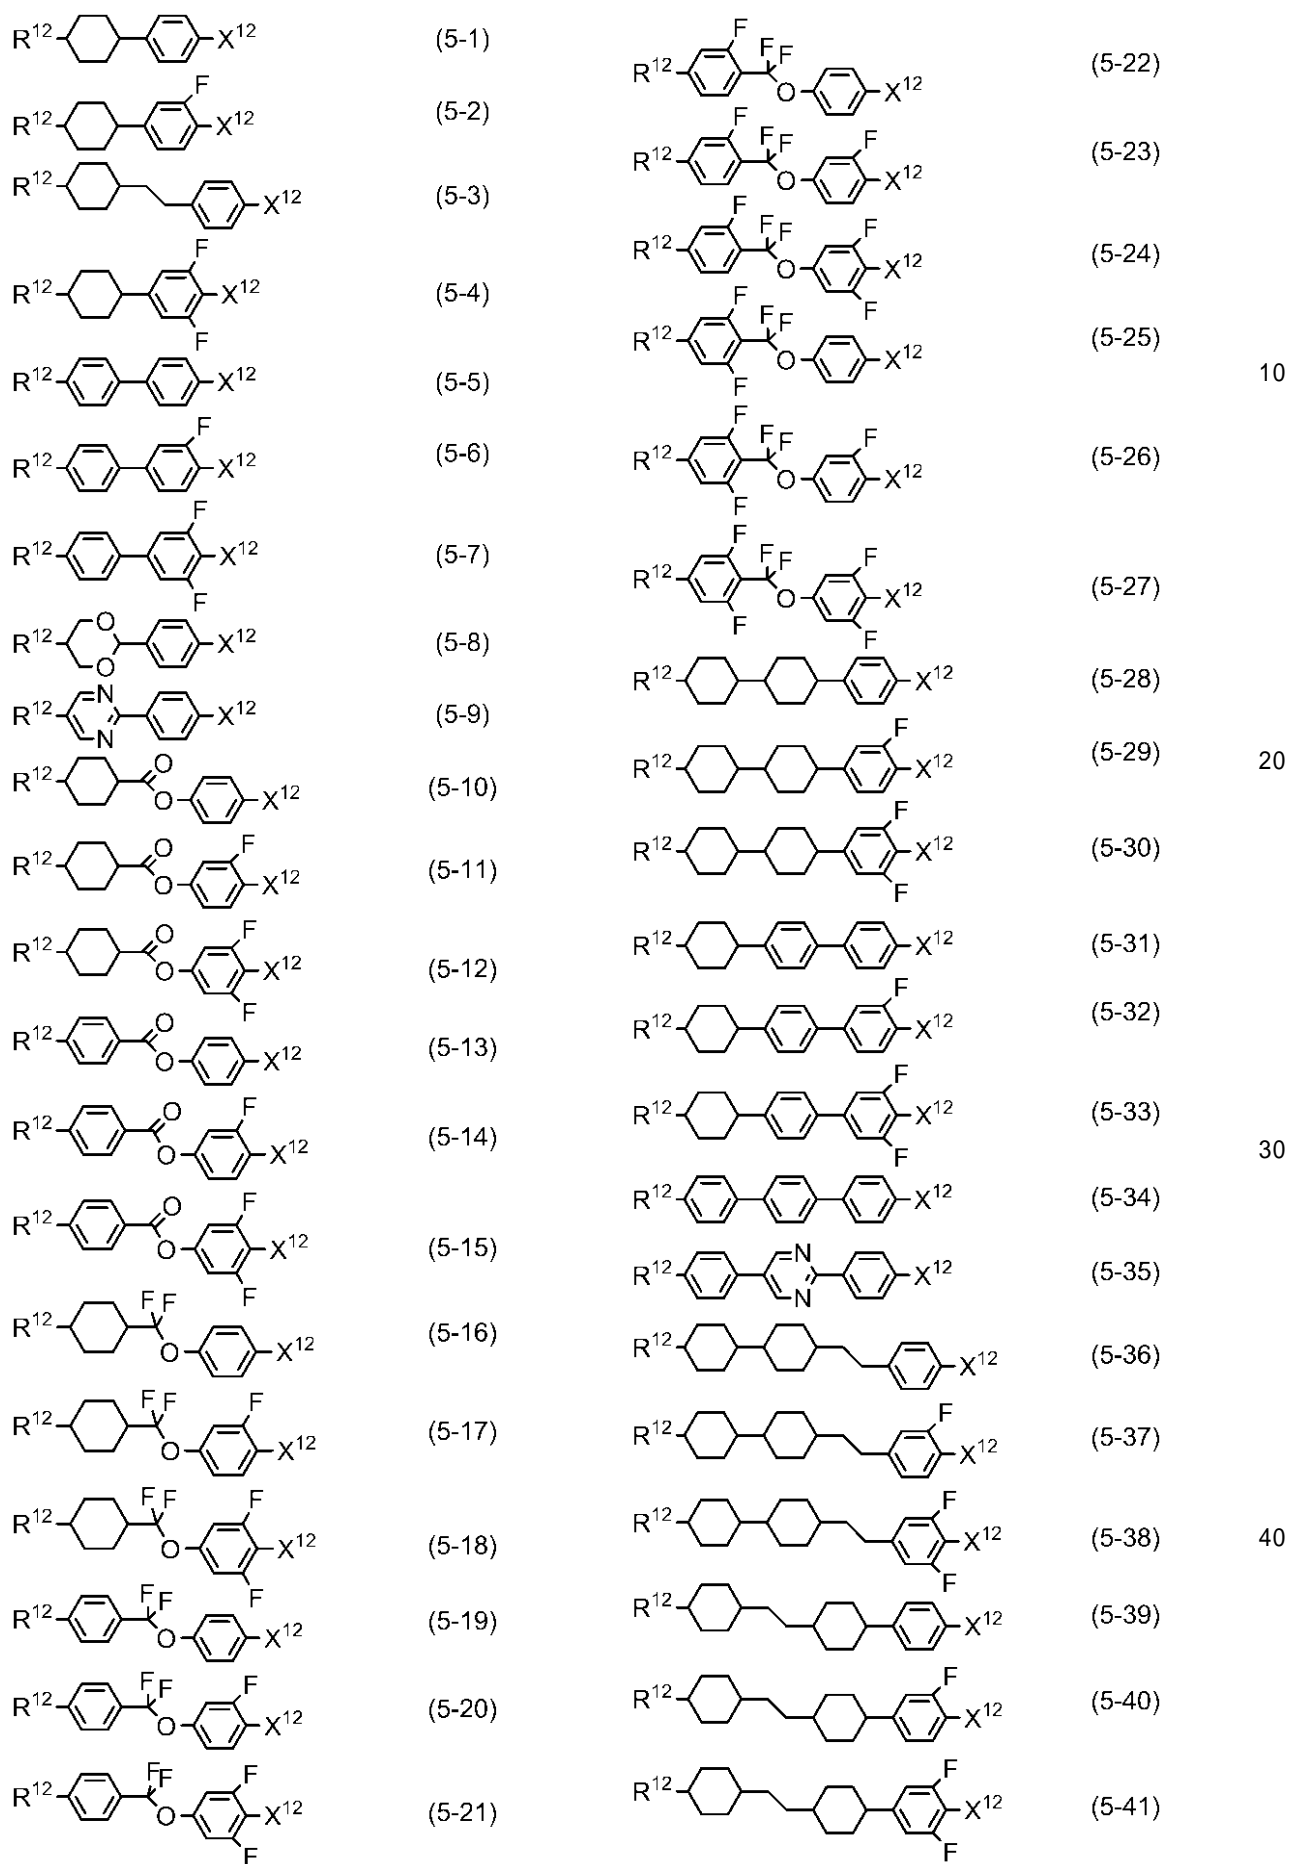 R¹² X¹² (5-1)
F
R¹² X¹² (5-2)
R¹² X¹² (5-3)
F
R¹² X¹² (5-4)
F
R¹² X¹² (5-5)
F
R¹² X¹² (5-6)
F
R¹² X¹² (5-7)
F
O
R¹² X¹² (5-8)
O
N
R¹² X¹² (5-9)
N
R¹² O
O X¹² (5-10)
R¹² O F
O X¹² (5-11)
R¹² O F
O X¹² (5-12)
F
R¹² O
O X¹² (5-13)
R¹² O F
O X¹² (5-14)
R¹² O F
O X¹² (5-15)
F
F F
R¹² O X¹² (5-16)
F F F
R¹² O X¹² (5-17)
F F F
R¹² O X¹² (5-18)
F
F F
R¹² O X¹² (5-19)
F F F
R¹² O X¹² (5-20)
F F F
R¹² O X¹² (5-21)
F
F F F
R¹² O X¹² (5-22)
F F F F
R¹² O X¹² (5-23)
F F F F
R¹² O X¹² (5-24)
F
F F F
R¹² O X¹² (5-25)
F
10
F F F F
R¹² O X¹² (5-26)
F
F F F F
R¹² O X¹² (5-27)
F F
R¹² X¹² (5-28)
F
R¹² X¹² (5-29)
20
F
R¹² X¹² (5-30)
F
R¹² X¹² (5-31)
F
R¹² X¹² (5-32)
F
R¹² X¹² (5-33)
F
30
R¹² X¹² (5-34)
N
R¹² X¹² (5-35)
N
R¹² X¹² (5-36)
F
R¹² X¹² (5-37)
F
R¹² X¹² (5-38)
F
40
R¹² X¹² (5-39)
F
R¹² X¹² (5-40)
F
R¹² X¹² (5-41)
F